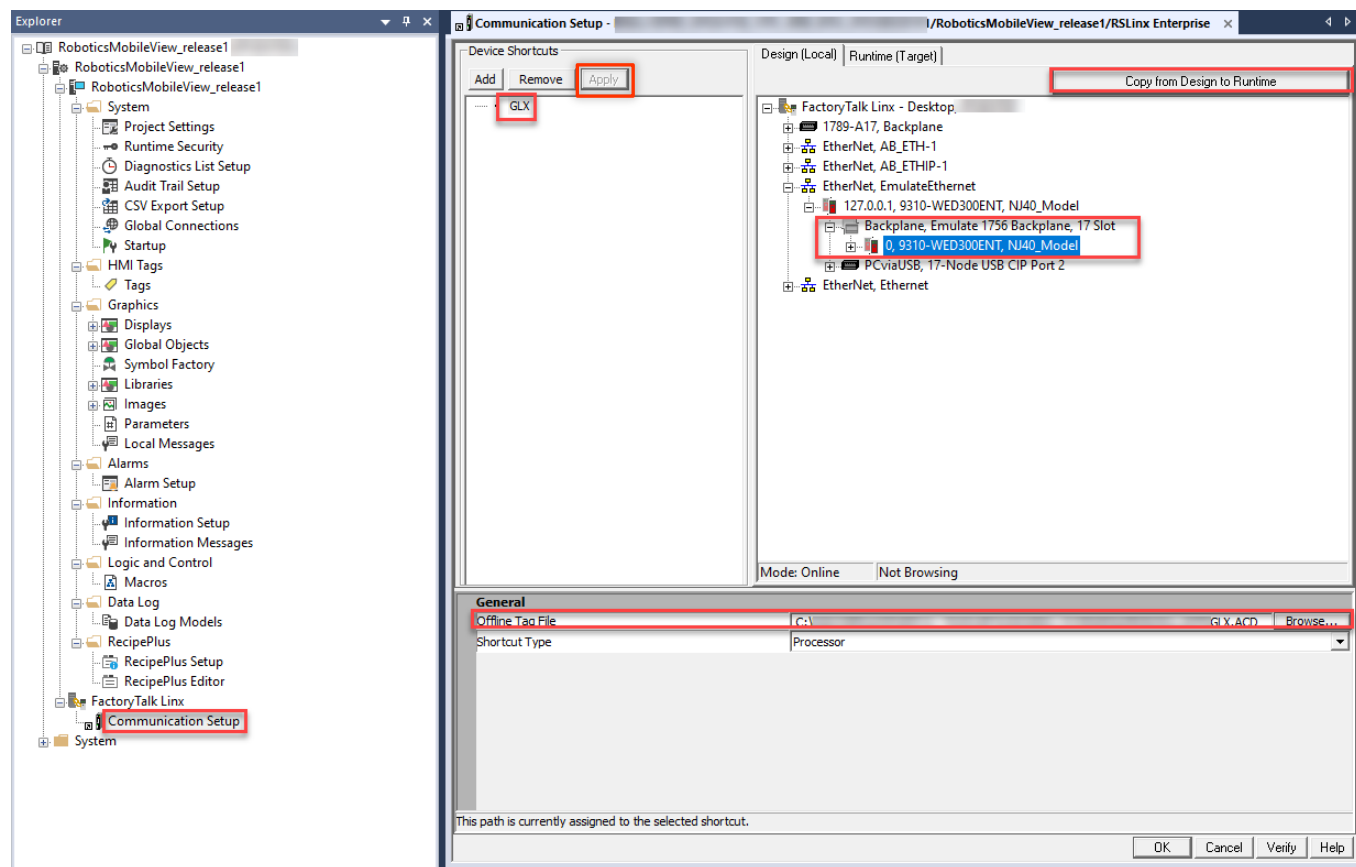 Explorer
RoboticsMobileView_release1
RoboticsMobileView_release1
RoboticsMobileView_release1
System
Project Settings
Runtime Security
Diagnostics List Setup
Audit Trail Setup
CSV Export Setup
Global Connections
Startup
HMI Tags
Tags
Graphics
Displays
Global Objects
Symbol Factory
Libraries
Images
Parameters
Local Messages
Alarms
Alarm Setup
Information
Information Setup
Information Messages
Logic and Control
Macros
Data Log
Data Log Models
RecipePlus
RecipePlus Setup
RecipePlus Editor
FactoryTalk Linx
Communication Setup
System
Communication Setup - 1/RoboticsMobileView_release1/RSLinx Enterprise
Device Shortcuts
Add Remove Apply
GLX
Design (Local) Runtime (Target)
Copy from Design to Runtime
FactoryTalk Linx - Desktop,
1789-A17, Backplane
EtherNet, AB_ETH-1
EtherNet, AB_ETHIP-1
EtherNet, EmulateEthernet
127.0.0.1, 9310-WED300ENT, NJ40_Model
Backplane, Emulate 1756 Backplane, 17 Slot
0, 9310-WED300ENT, NJ40_Model
PCviaUSB, 17-Node USB CIP Port 2
EtherNet, Ethernet
Mode: Online Not Browsing
General
Offline Tag File C:\ GLX.ACD Browse...
Shortcut Type Processor
This path is currently assigned to the selected shortcut.
OK Cancel Verify Help